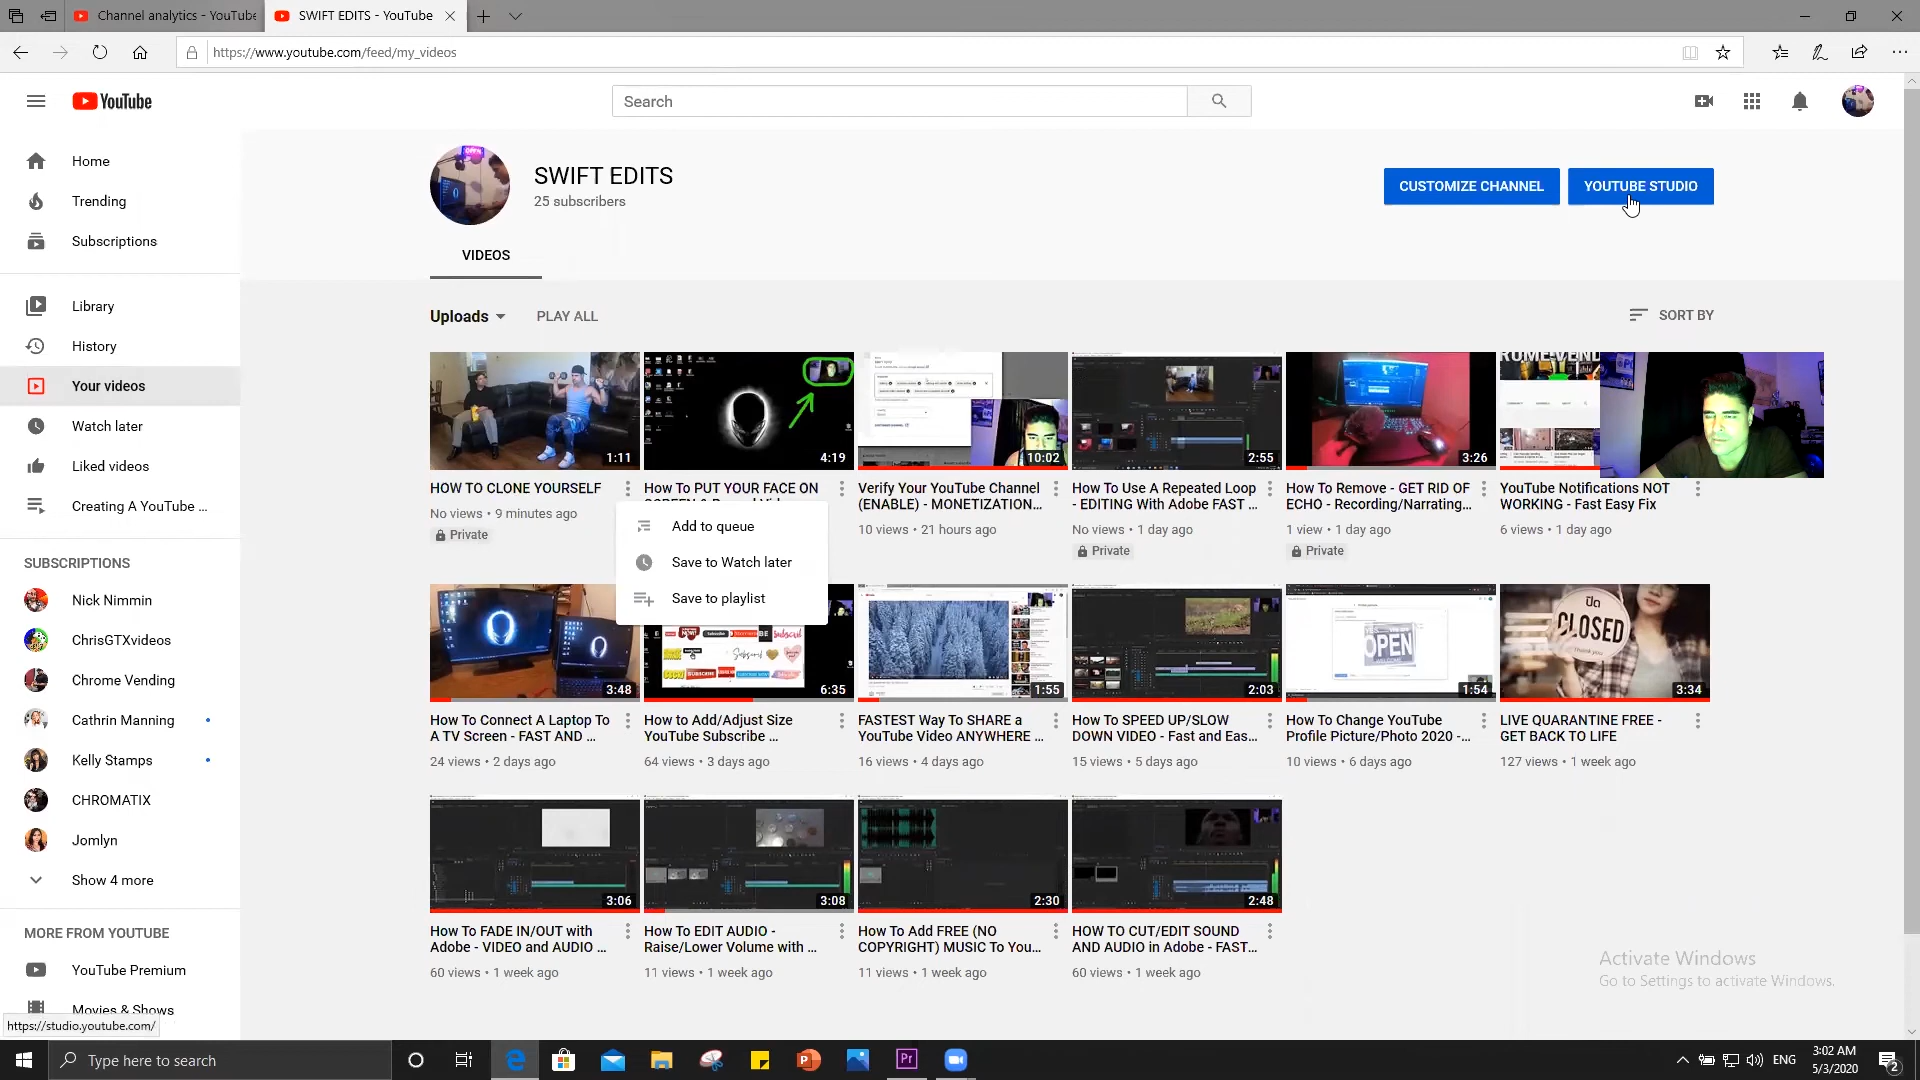 Channel analytics - YouTube
SWIFT EDITS - YouTube
https://www.youtube.com/feed/my_videos
YouTube
Search
Home
Trending
Subscriptions
Library
History
Your videos
Watch later
Liked videos
Creating A YouTube ...
SUBSCRIPTIONS
Nick Nimmin
ChrisGTXvideos
Chrome Vending
Cathrin Manning
Kelly Stamps
CHROMATIX
Jomlyn
Show 4 more
MORE FROM YOUTUBE
YouTube Premium
Movies & Shows
https://studio.youtube.com/
SWIFT EDITS
25 subscribers
CUSTOMIZE CHANNEL
YOUTUBE STUDIO
VIDEOS
Uploads
PLAY ALL
SORT BY
1:11
4:19
10:02
2:55
3:26
HOW TO CLONE YOURSELF
No views • 9 minutes ago
Private
How To PUT YOUR FACE ON
Add to queue
Save to Watch later
Save to playlist
Verify Your YouTube Channel
(ENABLE) - MONETIZATION...
10 views • 21 hours ago
How To Use A Repeated Loop
- EDITING With Adobe FAST ...
No views • 1 day ago
Private
How To Remove - GET RID OF
ECHO - Recording/Narrating...
1 view • 1 day ago
Private
YouTube Notifications NOT
WORKING - Fast Easy Fix
6 views • 1 day ago
3:48
6:35
1:55
2:03
OPEN
1:54
ปิด
CLOSED
3:34
How To Connect A Laptop To
A TV Screen - FAST AND ...
24 views • 2 days ago
How to Add/Adjust Size
YouTube Subscribe ...
64 views • 3 days ago
FASTEST Way To SHARE a
YouTube Video ANYWHERE ...
16 views • 4 days ago
How To SPEED UP/SLOW
DOWN VIDEO - Fast and Eas...
15 views • 5 days ago
How To Change YouTube
Profile Picture/Photo 2020 -...
10 views • 6 days ago
LIVE QUARANTINE FREE -
GET BACK TO LIFE
127 views • 1 week ago
3:06
3:08
2:30
2:48
How To FADE IN/OUT with
Adobe - VIDEO and AUDIO ...
60 views • 1 week ago
How To EDIT AUDIO -
Raise/Lower Volume with ...
11 views • 1 week ago
How To Add FREE (NO
COPYRIGHT) MUSIC To You...
11 views • 1 week ago
HOW TO CUT/EDIT SOUND
AND AUDIO in Adobe - FAST...
60 views • 1 week ago
Activate Windows
Go to Settings to activate Windows.
Type here to search
Pr
ENG
3:02 AM
5/3/2020
2